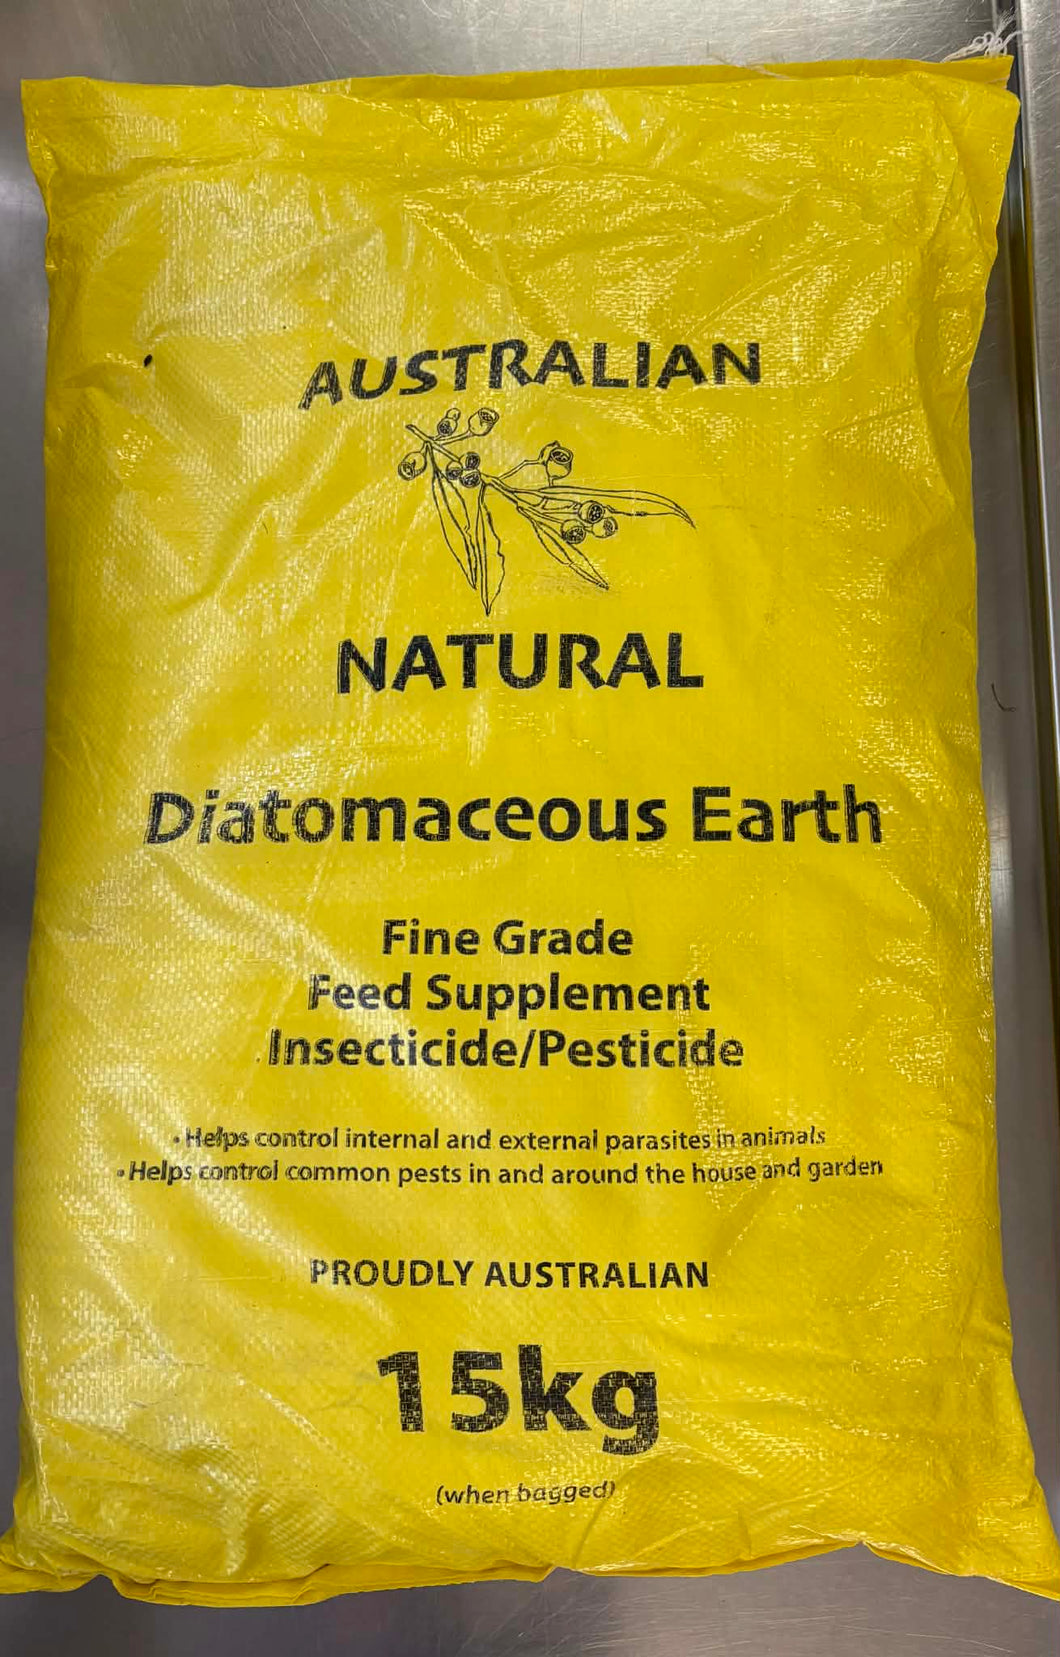 AUSTRALIAN
NATURAL
Diatomaceous Earth
Fine Grade
Feed Supplement
Insecticide/Pesticide
• Helps control internal and external parasites in animals
• Helps control common pests in and around the house and garden
PROUDLY AUSTRALIAN
15kg
(when bagged)